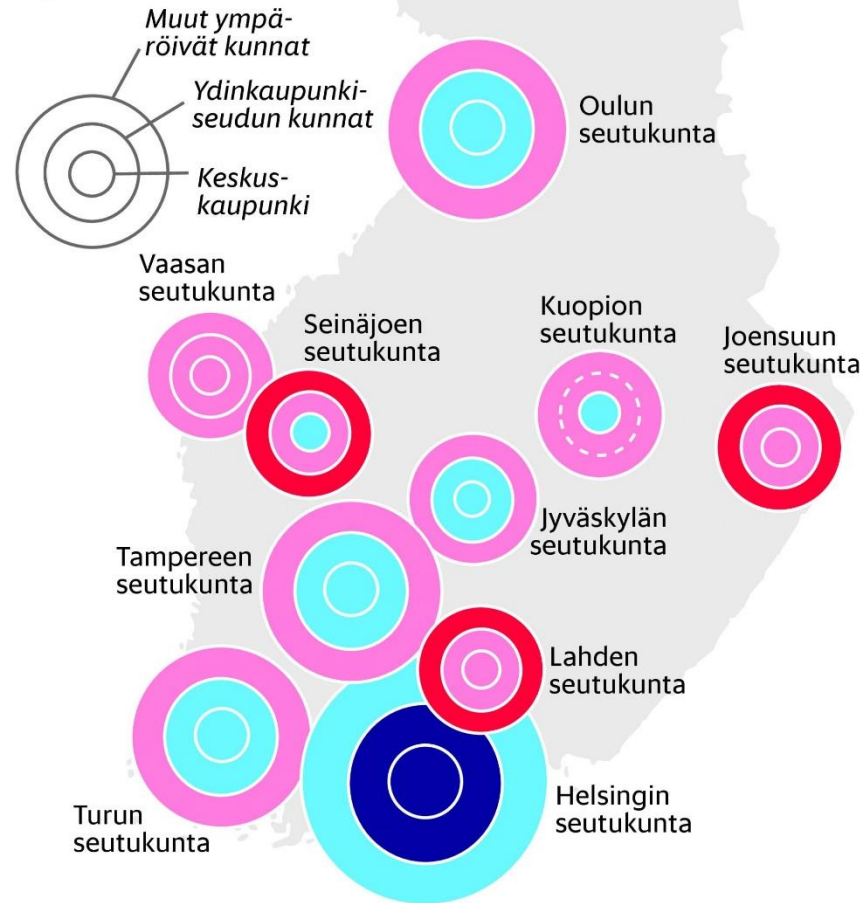 Muut ympä-
röivät kunnat
Ydinkaupunki-
seudun kunnat
Keskus-
kaupunki
Oulun
seutukunta
Vaasan
seutukunta
Seinäjoen
seutukunta
Kuopion
seutukunta
Joensuun
seutukunta
Jyväskylän
seutukunta
Tampereen
seutukunta
Lahden
seutukunta
Turun
seutukunta
Helsingin
seutukunta